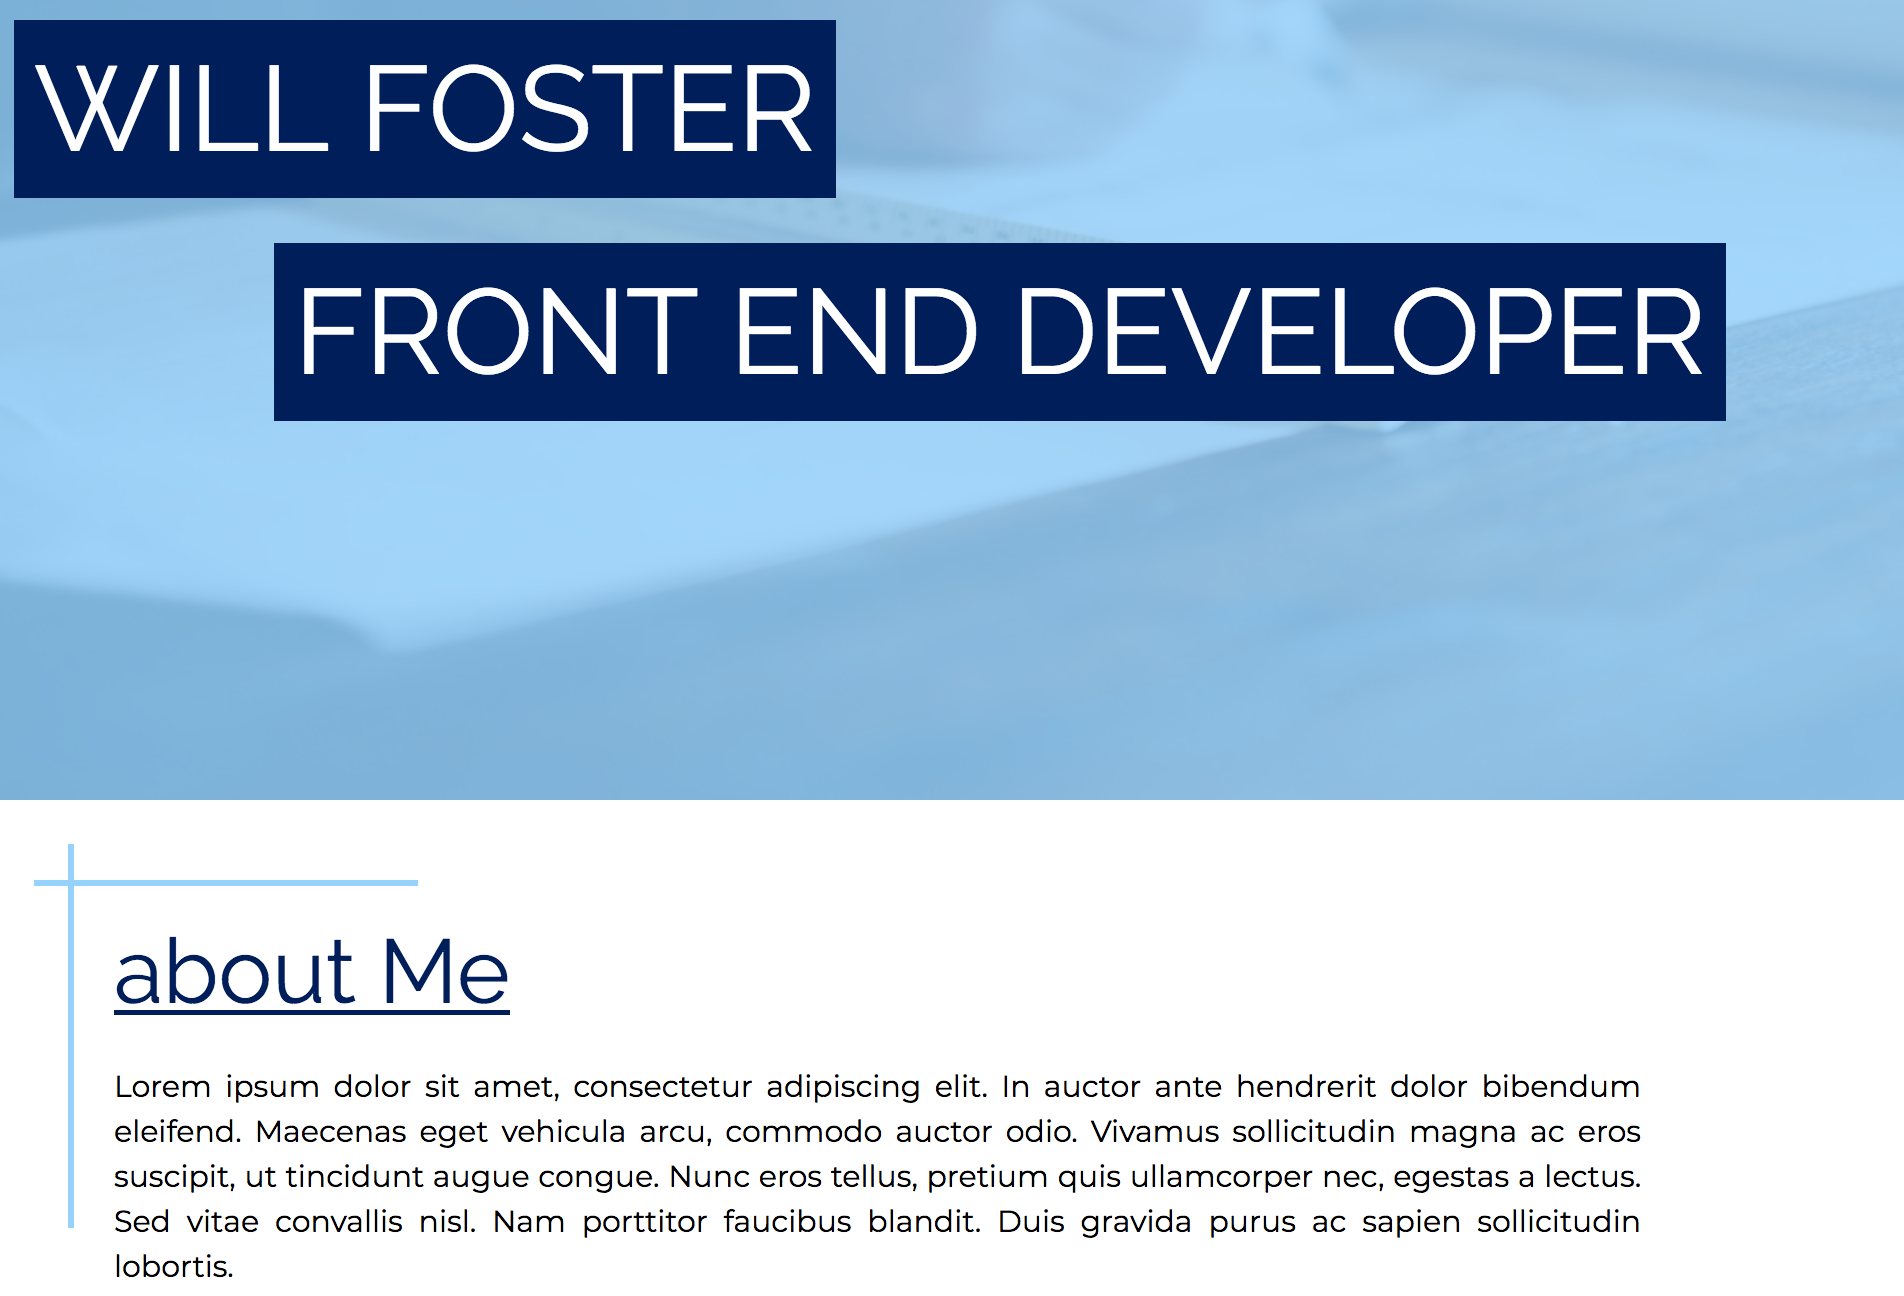 WILL FOSTER
FRONT END DEVELOPER
about Me
Lorem ipsum dolor sit amet, consectetur adipiscing elit. In auctor ante hendrerit dolor bibendum
eleifend. Maecenas eget vehicula arcu, commodo auctor odio. Vivamus sollicitudin magna ac eros
suscipit, ut tincidunt augue congue. Nunc eros tellus, pretium quis ullamcorper nec, egestas a lectus.
Sed vitae convallis nisl. Nam porttitor faucibus blandit. Duis gravida purus ac sapien sollicitudin
lobortis.